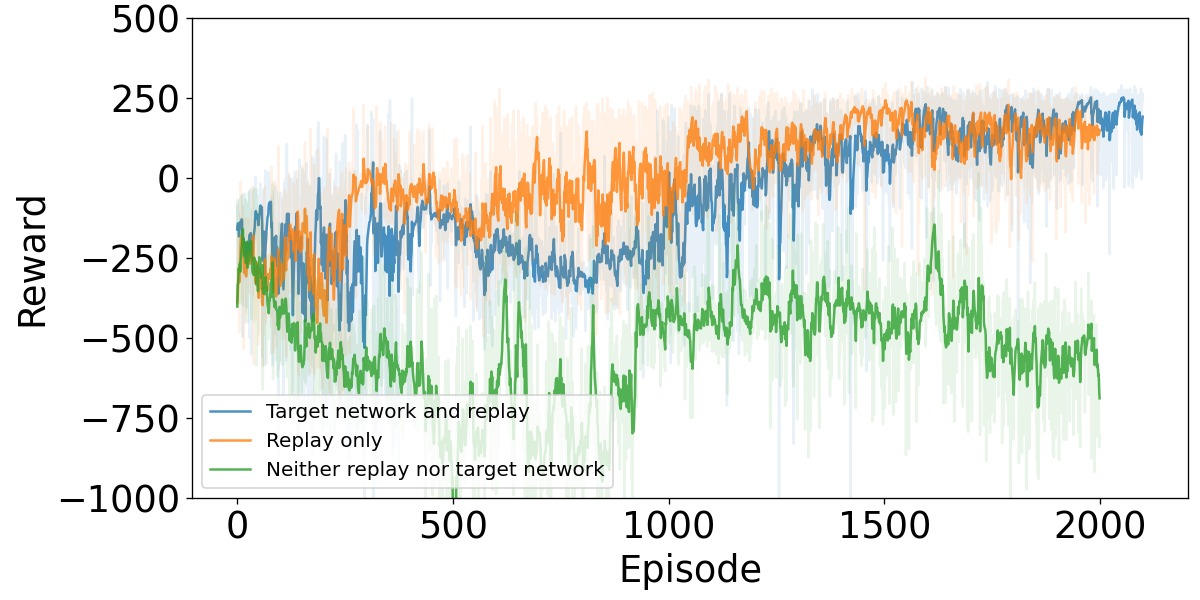 500
250
0
−250
−500
−750
−1000
Reward
Target network and replay
Replay only
Neither replay nor target network
0 500 1000 1500 2000
Episode